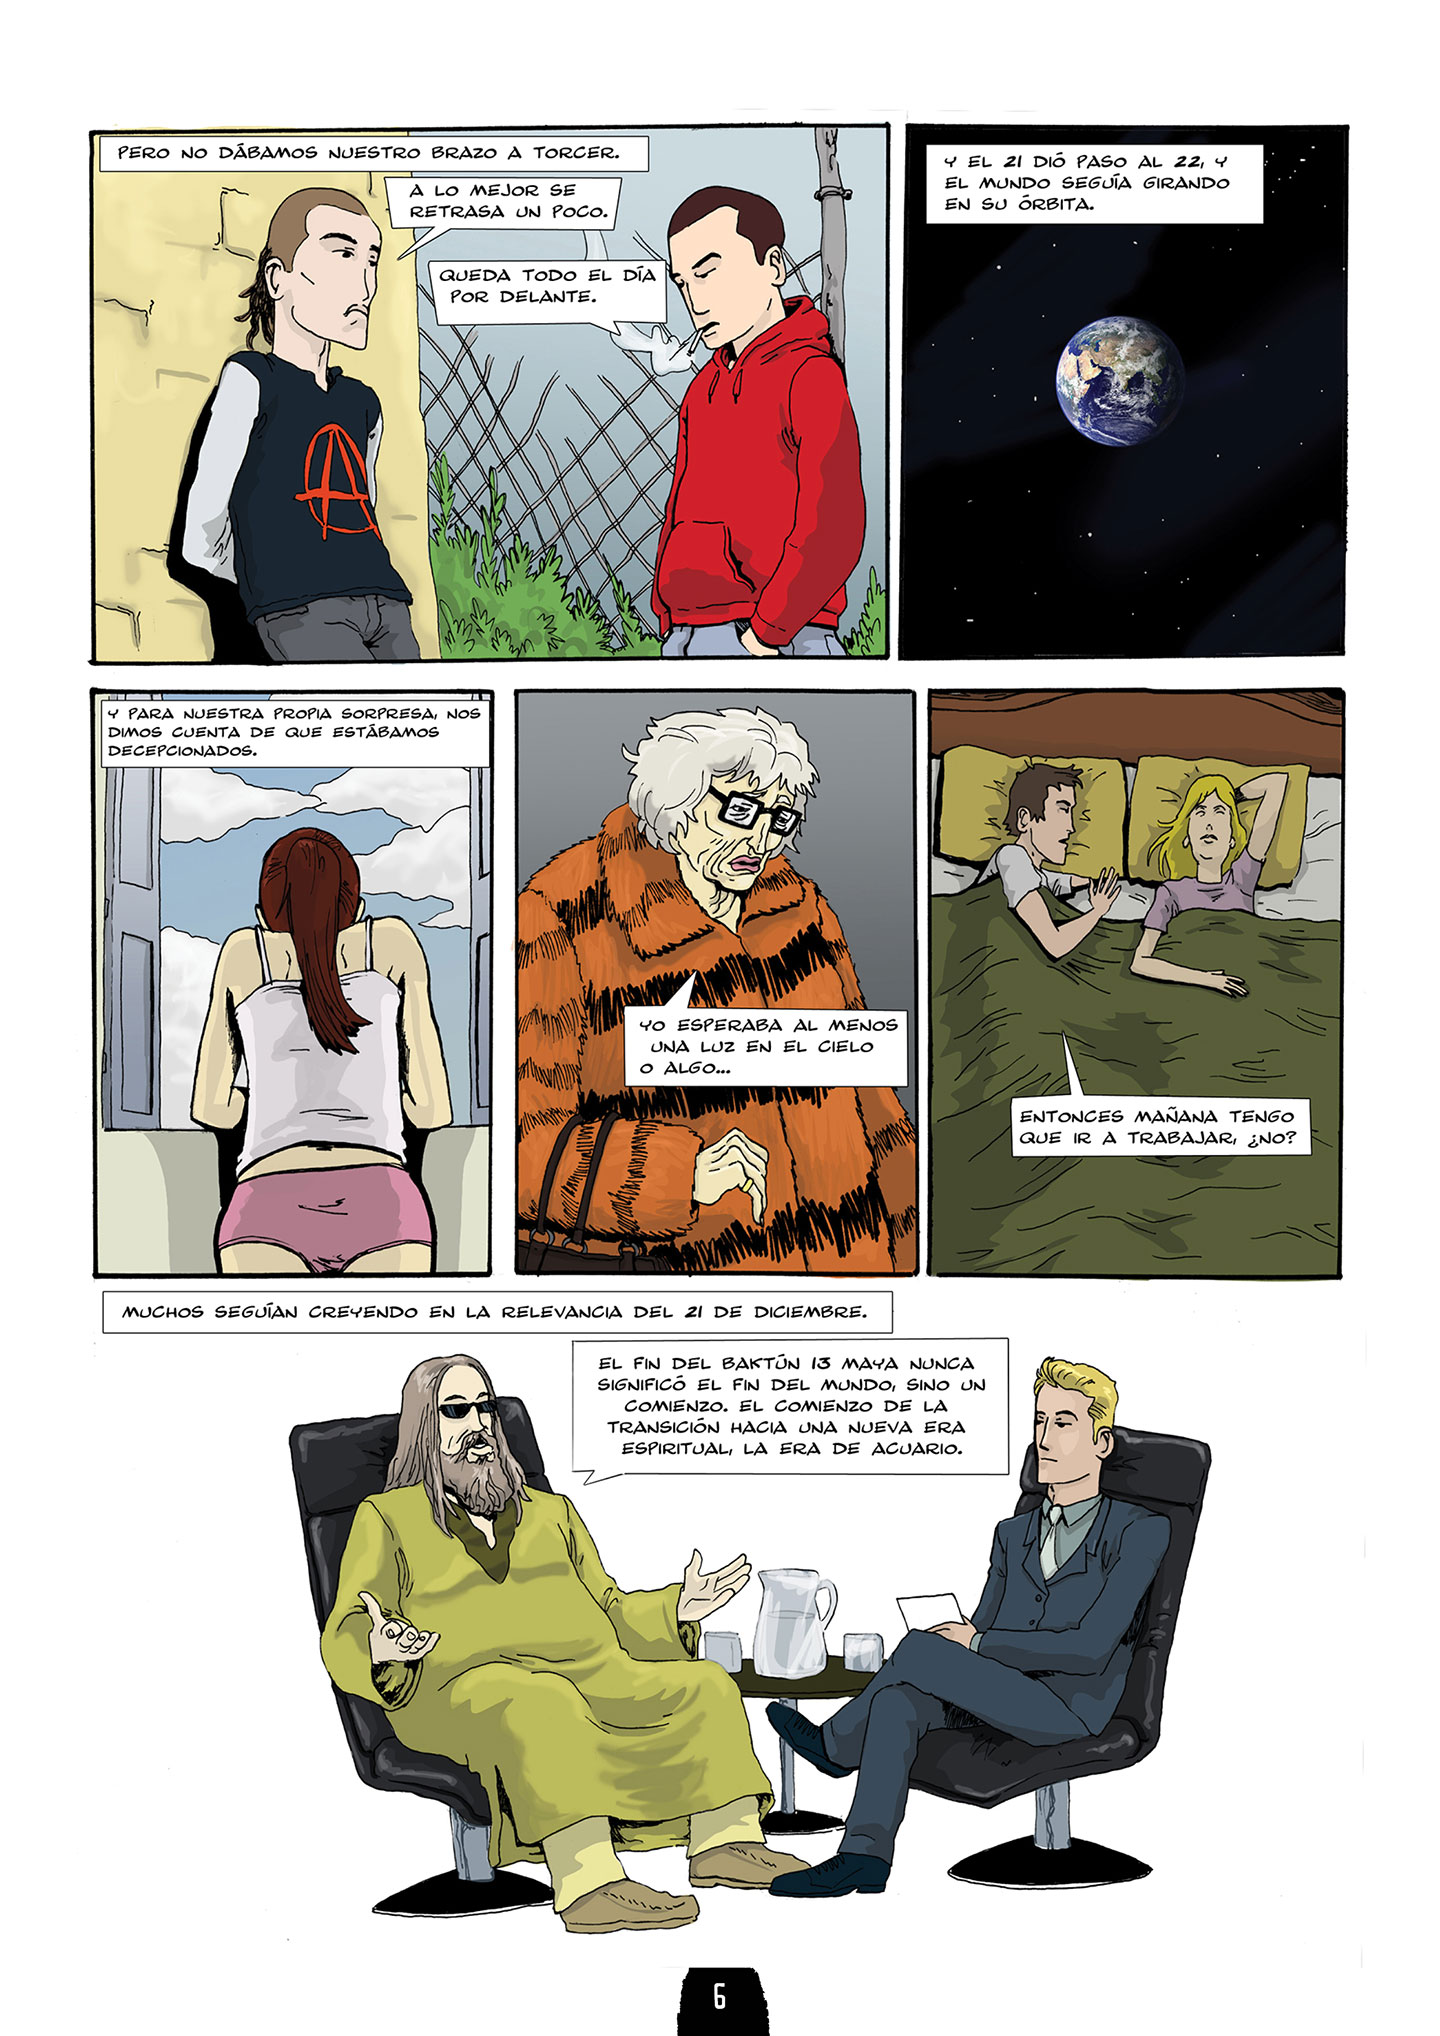 PERO NO DÁBAMOS NUESTRO BRAZO A TORCER.
A LO MEJOR SE
RETRASA UN POCO.
QUEDA TODO EL DÍA
POR DELANTE.
Y EL 21 DIÓ PASO AL 22, Y
EL MUNDO SEGUÍA GIRANDO
EN SU ÓRBITA.
Y PARA NUESTRA PROPIA SORPRESA, NOS
DIMOS CUENTA DE QUE ESTÁBAMOS
DECEPCIONADOS.
YO ESPERABA AL MENOS
UNA LUZ EN EL CIELO
O ALGO...
ENTONCES MAÑANA TENGO
QUE IR A TRABAJAR, ¿NO?
MUCHOS SEGUÍAN CREYENDO EN LA RELEVANCIA DEL 21 DE DICIEMBRE.
EL FIN DEL BAKTÚN 13 MAYA NUNCA
SIGNIFICÓ EL FIN DEL MUNDO, SINO UN
COMIENZO. EL COMIENZO DE LA
TRANSICIÓN HACIA UNA NUEVA ERA
ESPIRITUAL, LA ERA DE ACUARIO.
6